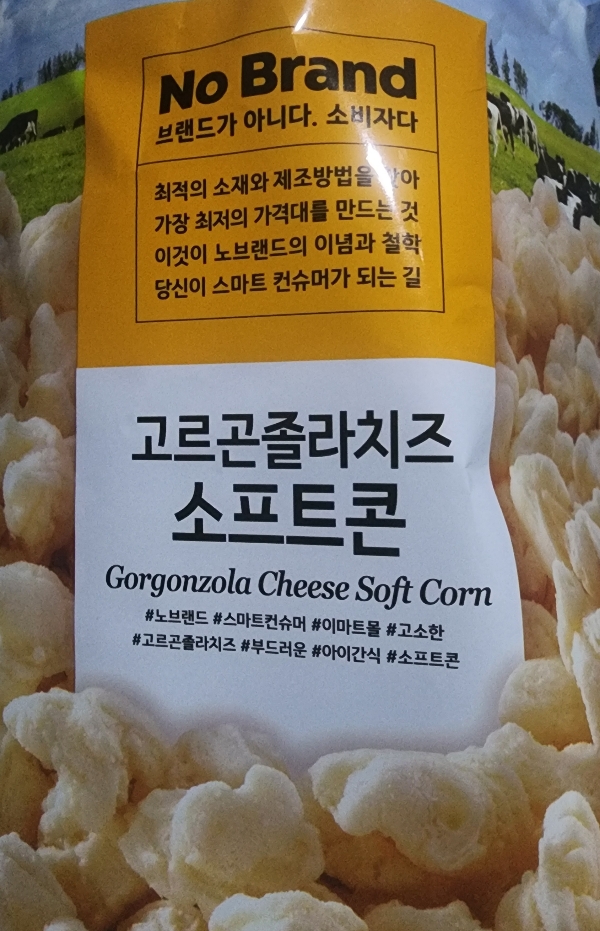 No Brand
브랜드가 아니다. 소비자다
최적의 소재와 제조방법을 찾아
가장 최저의 가격대를 만드는 것
이것이 노브랜드의 이념과 철학
당신이 스마트 컨슈머가 되는 길
고르곤졸라치즈
소프트콘
Gorgonzola Cheese Soft Corn
#노브랜드 #스마트컨슈머 #이마트몰 #고소한
#고르곤졸라치즈 #부드러운 #아이간식 #소프트콘